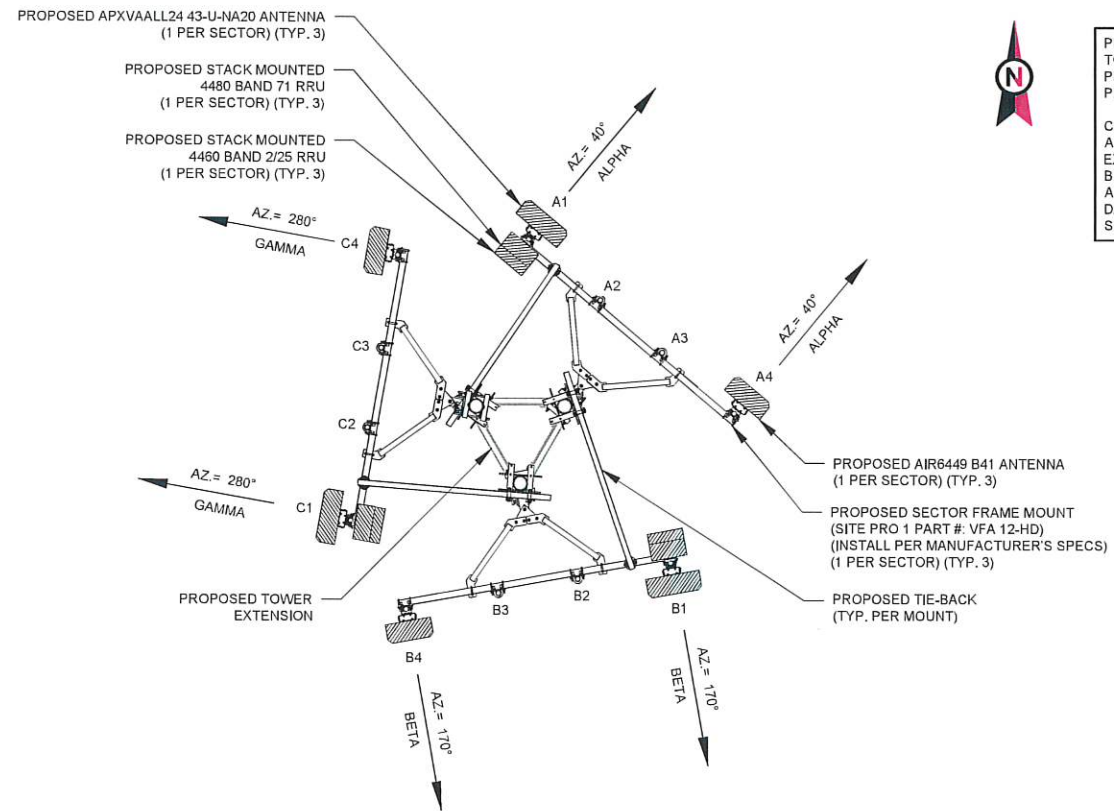 PROPOSED APXVAALL24 43-U-NA20 ANTENNA
(1 PER SECTOR) (TYP. 3)
PROPOSED STACK MOUNTED
4480 BAND 71 RRU
(1 PER SECTOR) (TYP. 3)
PROPOSED STACK MOUNTED
4460 BAND 2/25 RRU
(1 PER SECTOR) (TYP. 3)
N
AZ.= 40°
ALPHA
A1
AZ.= 280°
GAMMA
C4
A2
A3
AZ.= 40°
ALPHA
A4
C3
C2
AZ.= 280°
GAMMA
C1
PROPOSED AIR6449 B41 ANTENNA
(1 PER SECTOR) (TYP. 3)
PROPOSED SECTOR FRAME MOUNT
(SITE PRO 1 PART #: VFA 12-HD)
(INSTALL PER MANUFACTURER'S SPECS)
(1 PER SECTOR) (TYP. 3)
PROPOSED TOWER
EXTENSION
B3
B2
B1
PROPOSED TIE-BACK
(TYP. PER MOUNT)
B4
AZ.= 170°
BETA
AZ.= 170°
BETA